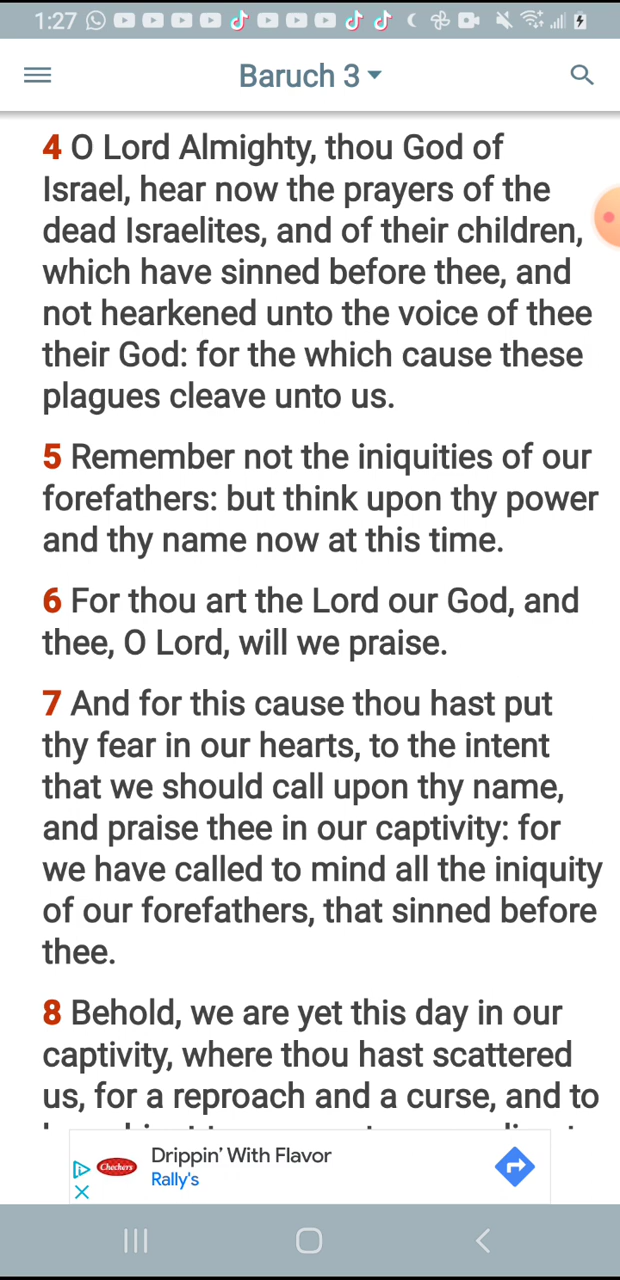 1:27
Baruch 3
4 O Lord Almighty, thou God of
Israel, hear now the prayers of the
dead Israelites, and of their children,
which have sinned before thee, and
not hearkened unto the voice of thee
their God: for the which cause these
plagues cleave unto us.
5 Remember not the iniquities of our
forefathers: but think upon thy power
and thy name now at this time.
6 For thou art the Lord our God, and
thee, O Lord, will we praise.
7 And for this cause thou hast put
thy fear in our hearts, to the intent
that we should call upon thy name,
and praise thee in our captivity: for
we have called to mind all the iniquity
of our forefathers, that sinned before
thee.
8 Behold, we are yet this day in our
captivity, where thou hast scattered
us, for a reproach and a curse, and to
Checkers
Drippin' With Flavor
Rally's